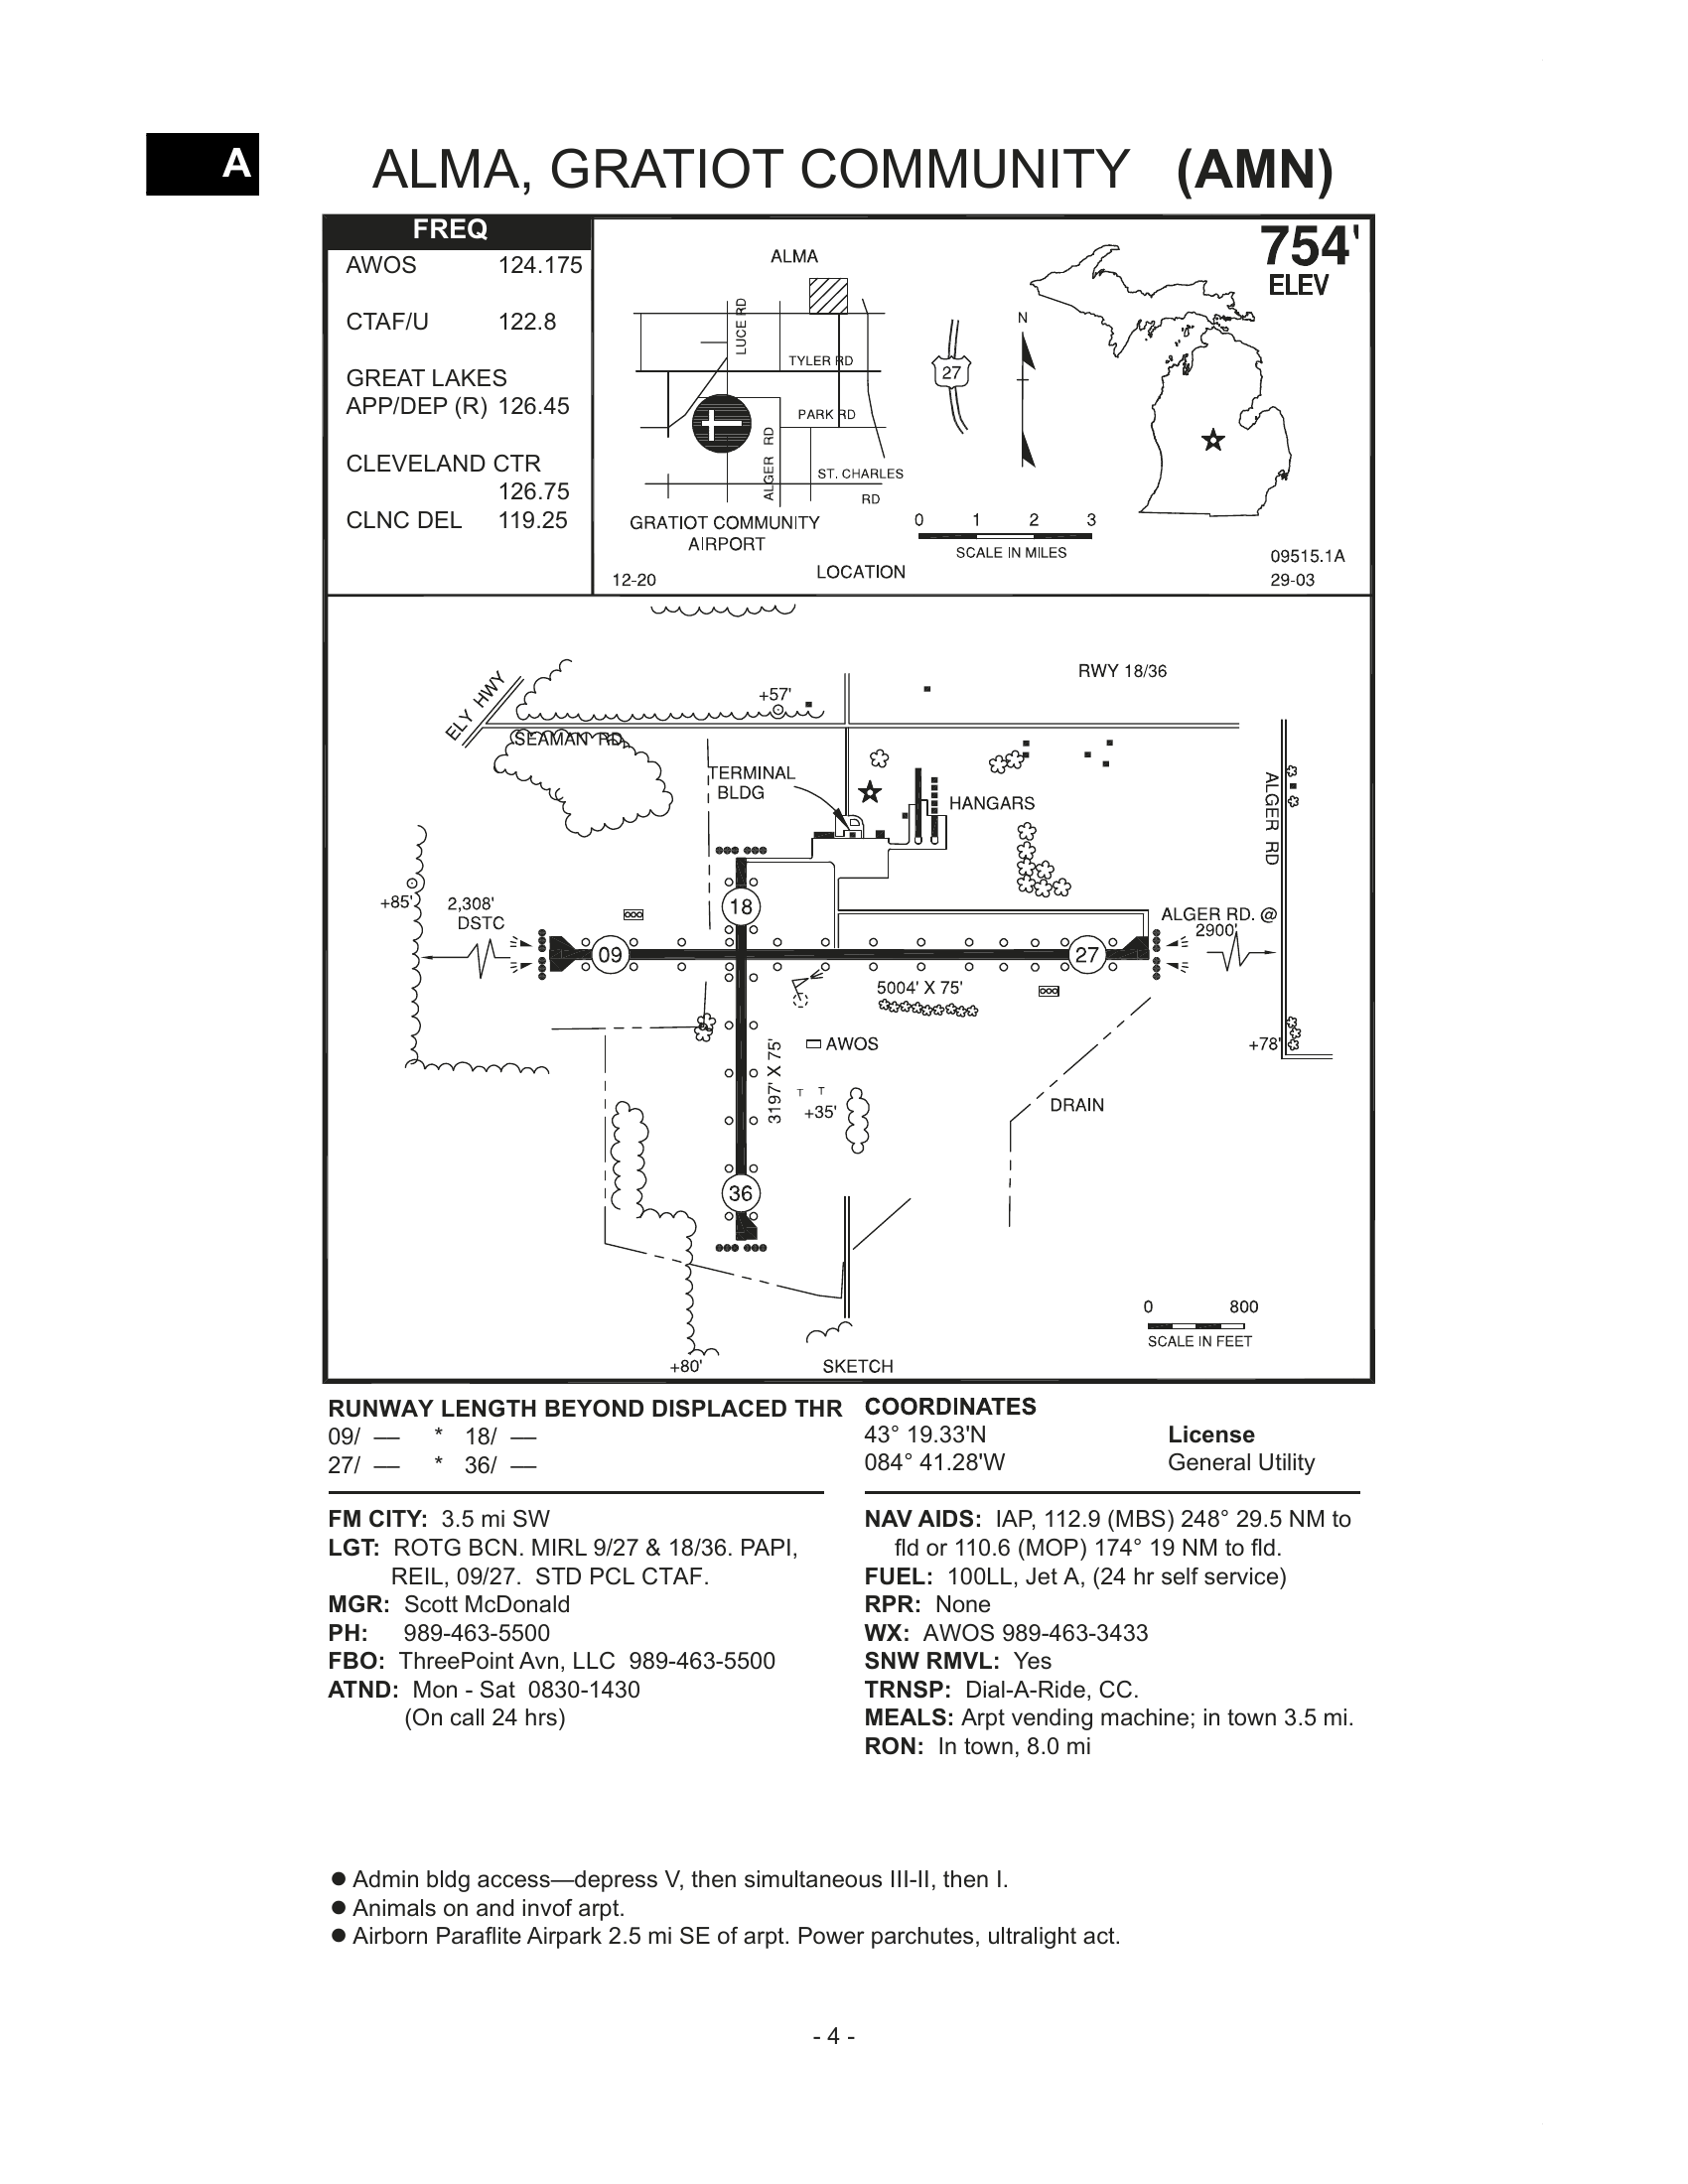 A
ALMA, GRATIOT COMMUNITY (AMN)
FREQ
AWOS 124.175
CTAF/U 122.8
GREAT LAKES
APP/DEP (R) 126.45
CLEVELAND CTR
126.75
CLNC DEL 119.25
754'
ELEV
ALMA
LUCE RD
TYLER RD
PARK RD
ALGER RD
ST. CHARLES
RD
GRATIOT COMMUNITY
AIRPORT
27
N
0 1 2 3
SCALE IN MILES
LOCATION
12-20
09515.1A
29-03
RWY 18/36
ELY HWY
+57'
SEAMAN RD.
TERMINAL
BLDG
HANGARS
ALGER RD
+85'
2,308'
DSTC
18
ALGER RD. @
2900'
09
27
5004' X 75'
AWOS
+78'
3197' X 75'
T T
+35'
DRAIN
36
0 800
SCALE IN FEET
+80'
SKETCH
RUNWAY LENGTH BEYOND DISPLACED THR
09/ — * 18/ —
27/ — * 36/ —
COORDINATES
43° 19.33'N
084° 41.28'W
License
General Utility
FM CITY: 3.5 mi SW
LGT: ROTG BCN. MIRL 9/27 & 18/36. PAPI,
REIL, 09/27. STD PCL CTAF.
MGR: Scott McDonald
PH: 989-463-5500
FBO: ThreePoint Avn, LLC 989-463-5500
ATND: Mon - Sat 0830-1430
(On call 24 hrs)
NAV AIDS: IAP, 112.9 (MBS) 248° 29.5 NM to
fld or 110.6 (MOP) 174° 19 NM to fld.
FUEL: 100LL, Jet A, (24 hr self service)
RPR: None
WX: AWOS 989-463-3433
SNW RMVL: Yes
TRNSP: Dial-A-Ride, CC.
MEALS: Arpt vending machine; in town 3.5 mi.
RON: In town, 8.0 mi
● Admin bldg access—depress V, then simultaneous III-II, then I.
● Animals on and invof arpt.
● Airborn Paraflite Airpark 2.5 mi SE of arpt. Power parchutes, ultralight act.
- 4 -